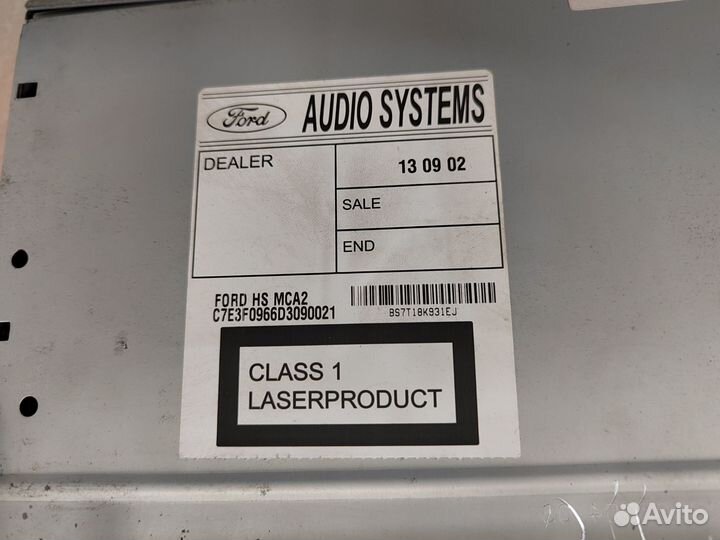 Ford
AUDIO SYSTEMS
DEALER
13 09 02
SALE
END
FORD HS MCA2
C7E3F0966D3090021
BS7T18K931EJ
CLASS 1
LASERPRODUCT
Avito